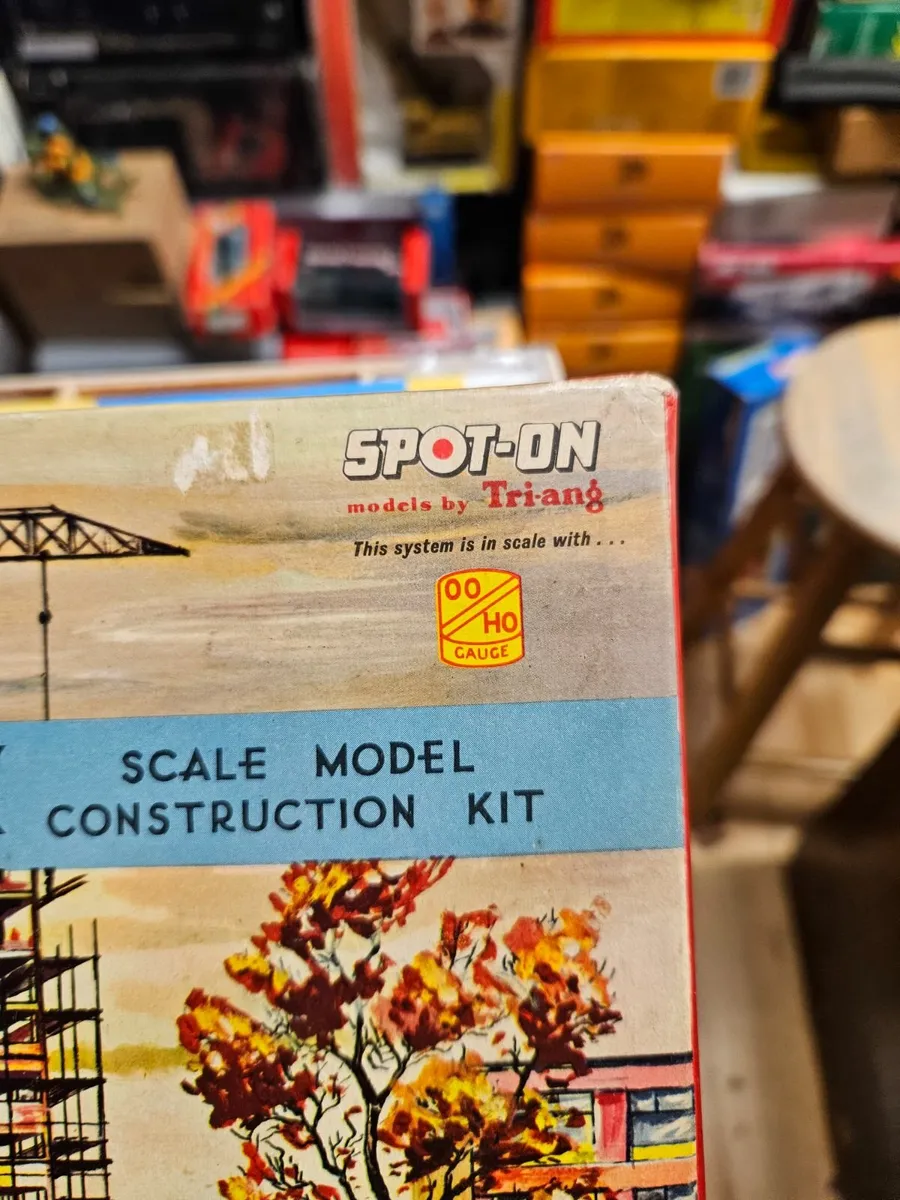 SPOT-ON
models by Tri-ang
This system is in scale with . . .
OO
HO
GAUGE
SCALE MODEL
CONSTRUCTION KIT